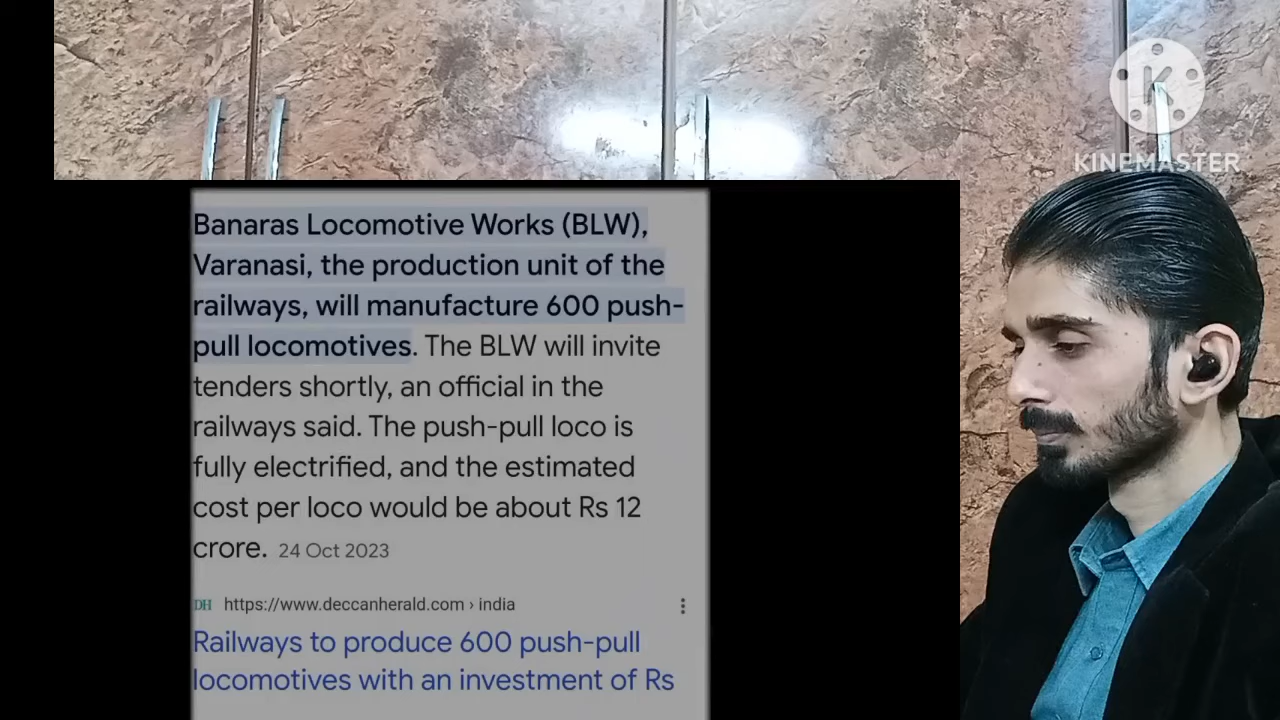 KINEMASTER
Banaras Locomotive Works (BLW),
Varanasi, the production unit of the
railways, will manufacture 600 push-
pull locomotives. The BLW will invite
tenders shortly, an official in the
railways said. The push-pull loco is
fully electrified, and the estimated
cost per loco would be about Rs 12
crore. 24 Oct 2023
DH https://www.deccanherald.com › india
Railways to produce 600 push-pull
locomotives with an investment of Rs